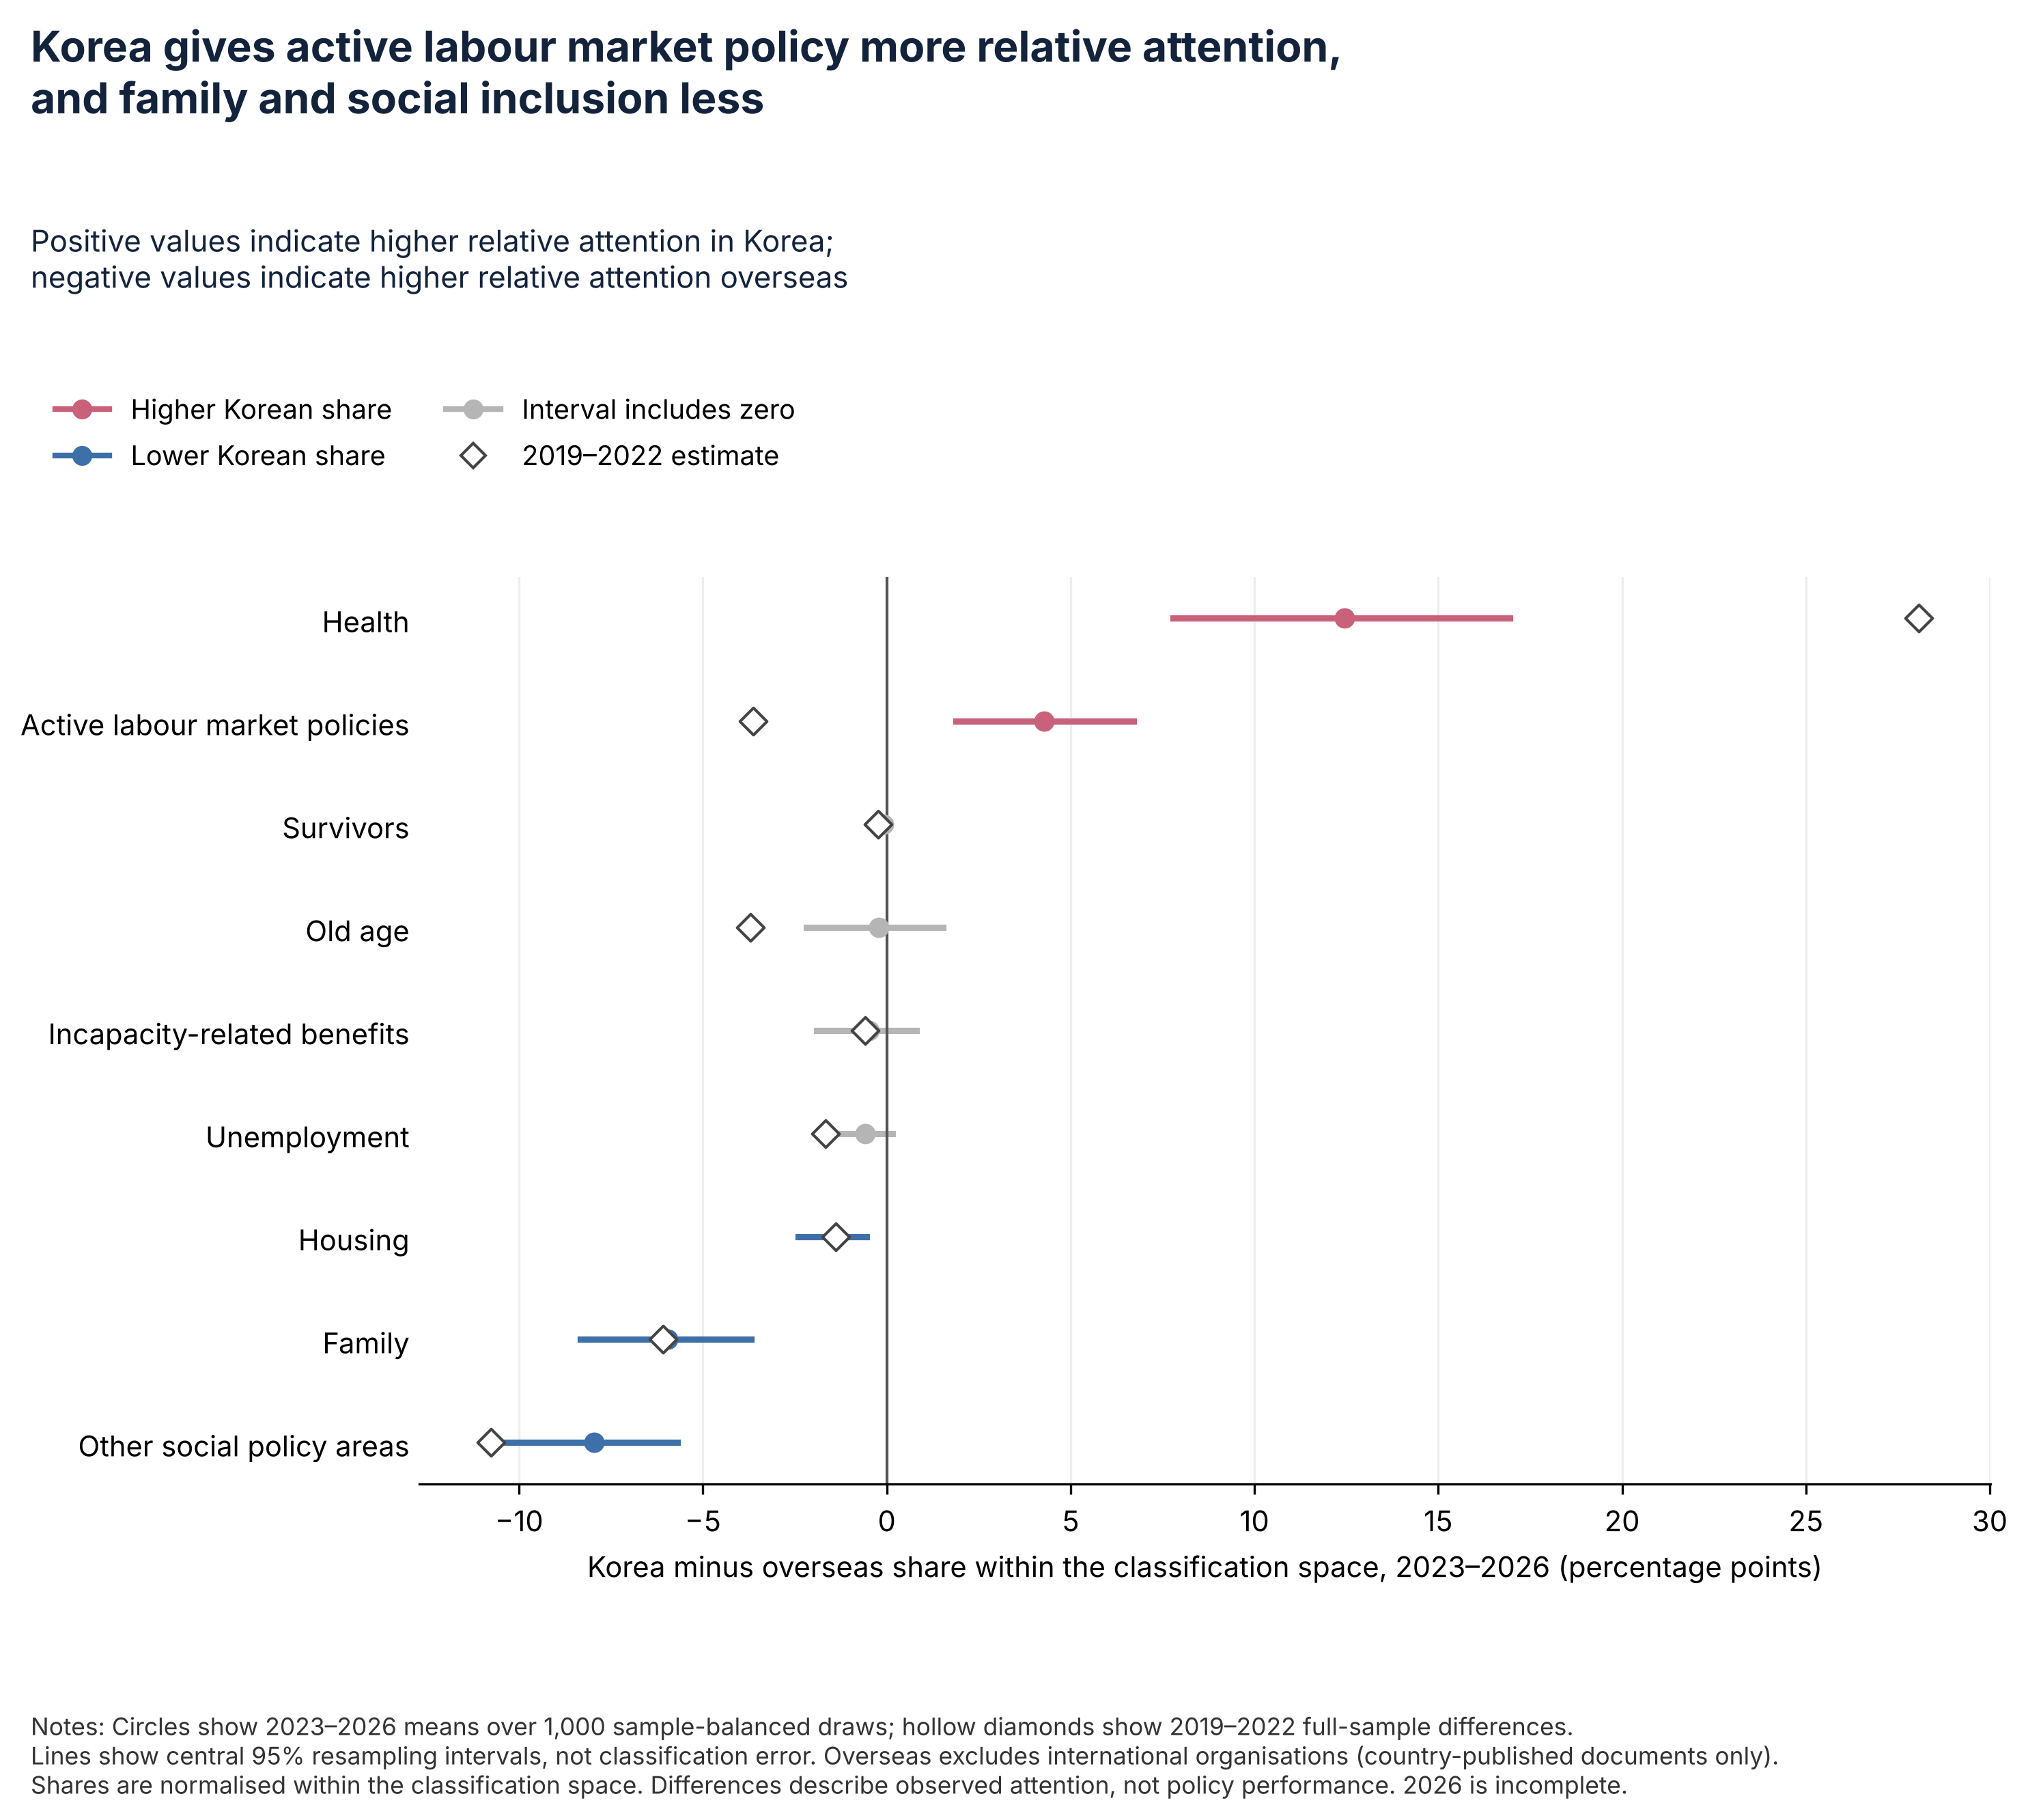 Korea gives active labour market policy more relative attention,
and family and social inclusion less
Positive values indicate higher relative attention in Korea;
negative values indicate higher relative attention overseas
Higher Korean share
Interval includes zero
Lower Korean share
2019–2022 estimate
Health
Active labour market policies
Survivors
Old age
Incapacity-related benefits
Unemployment
Housing
Family
Other social policy areas
−10 −5 0 5 10 15 20 25 30
Korea minus overseas share within the classification space, 2023–2026 (percentage points)
Notes: Circles show 2023–2026 means over 1,000 sample-balanced draws; hollow diamonds show 2019–2022 full-sample differences.
Lines show central 95% resampling intervals, not classification error. Overseas excludes international organisations (country-published documents only).
Shares are normalised within the classification space. Differences describe observed attention, not policy performance. 2026 is incomplete.